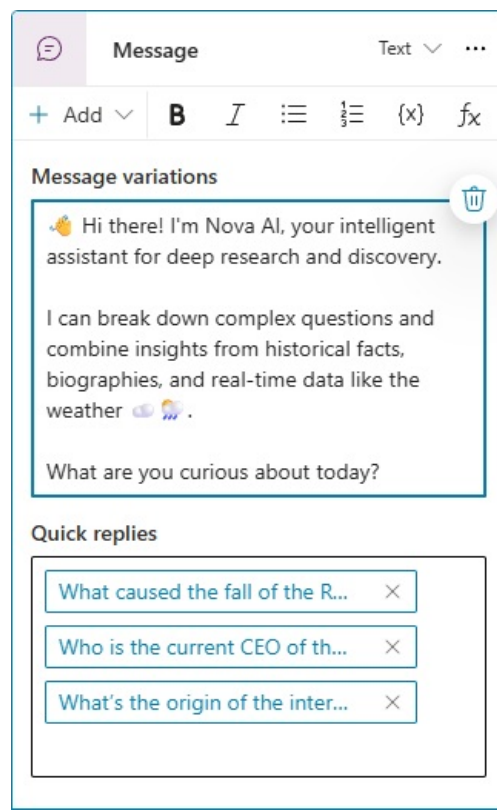 Message
Text
...
+ Add
B
I
{x}
fx
Message variations
👋 Hi there! I'm Nova AI, your intelligent
assistant for deep research and discovery.
I can break down complex questions and
combine insights from historical facts,
biographies, and real-time data like the
weather ☁️ 🌦️ .
What are you curious about today?
Quick replies
What caused the fall of the R...
Who is the current CEO of th...
What's the origin of the inter...